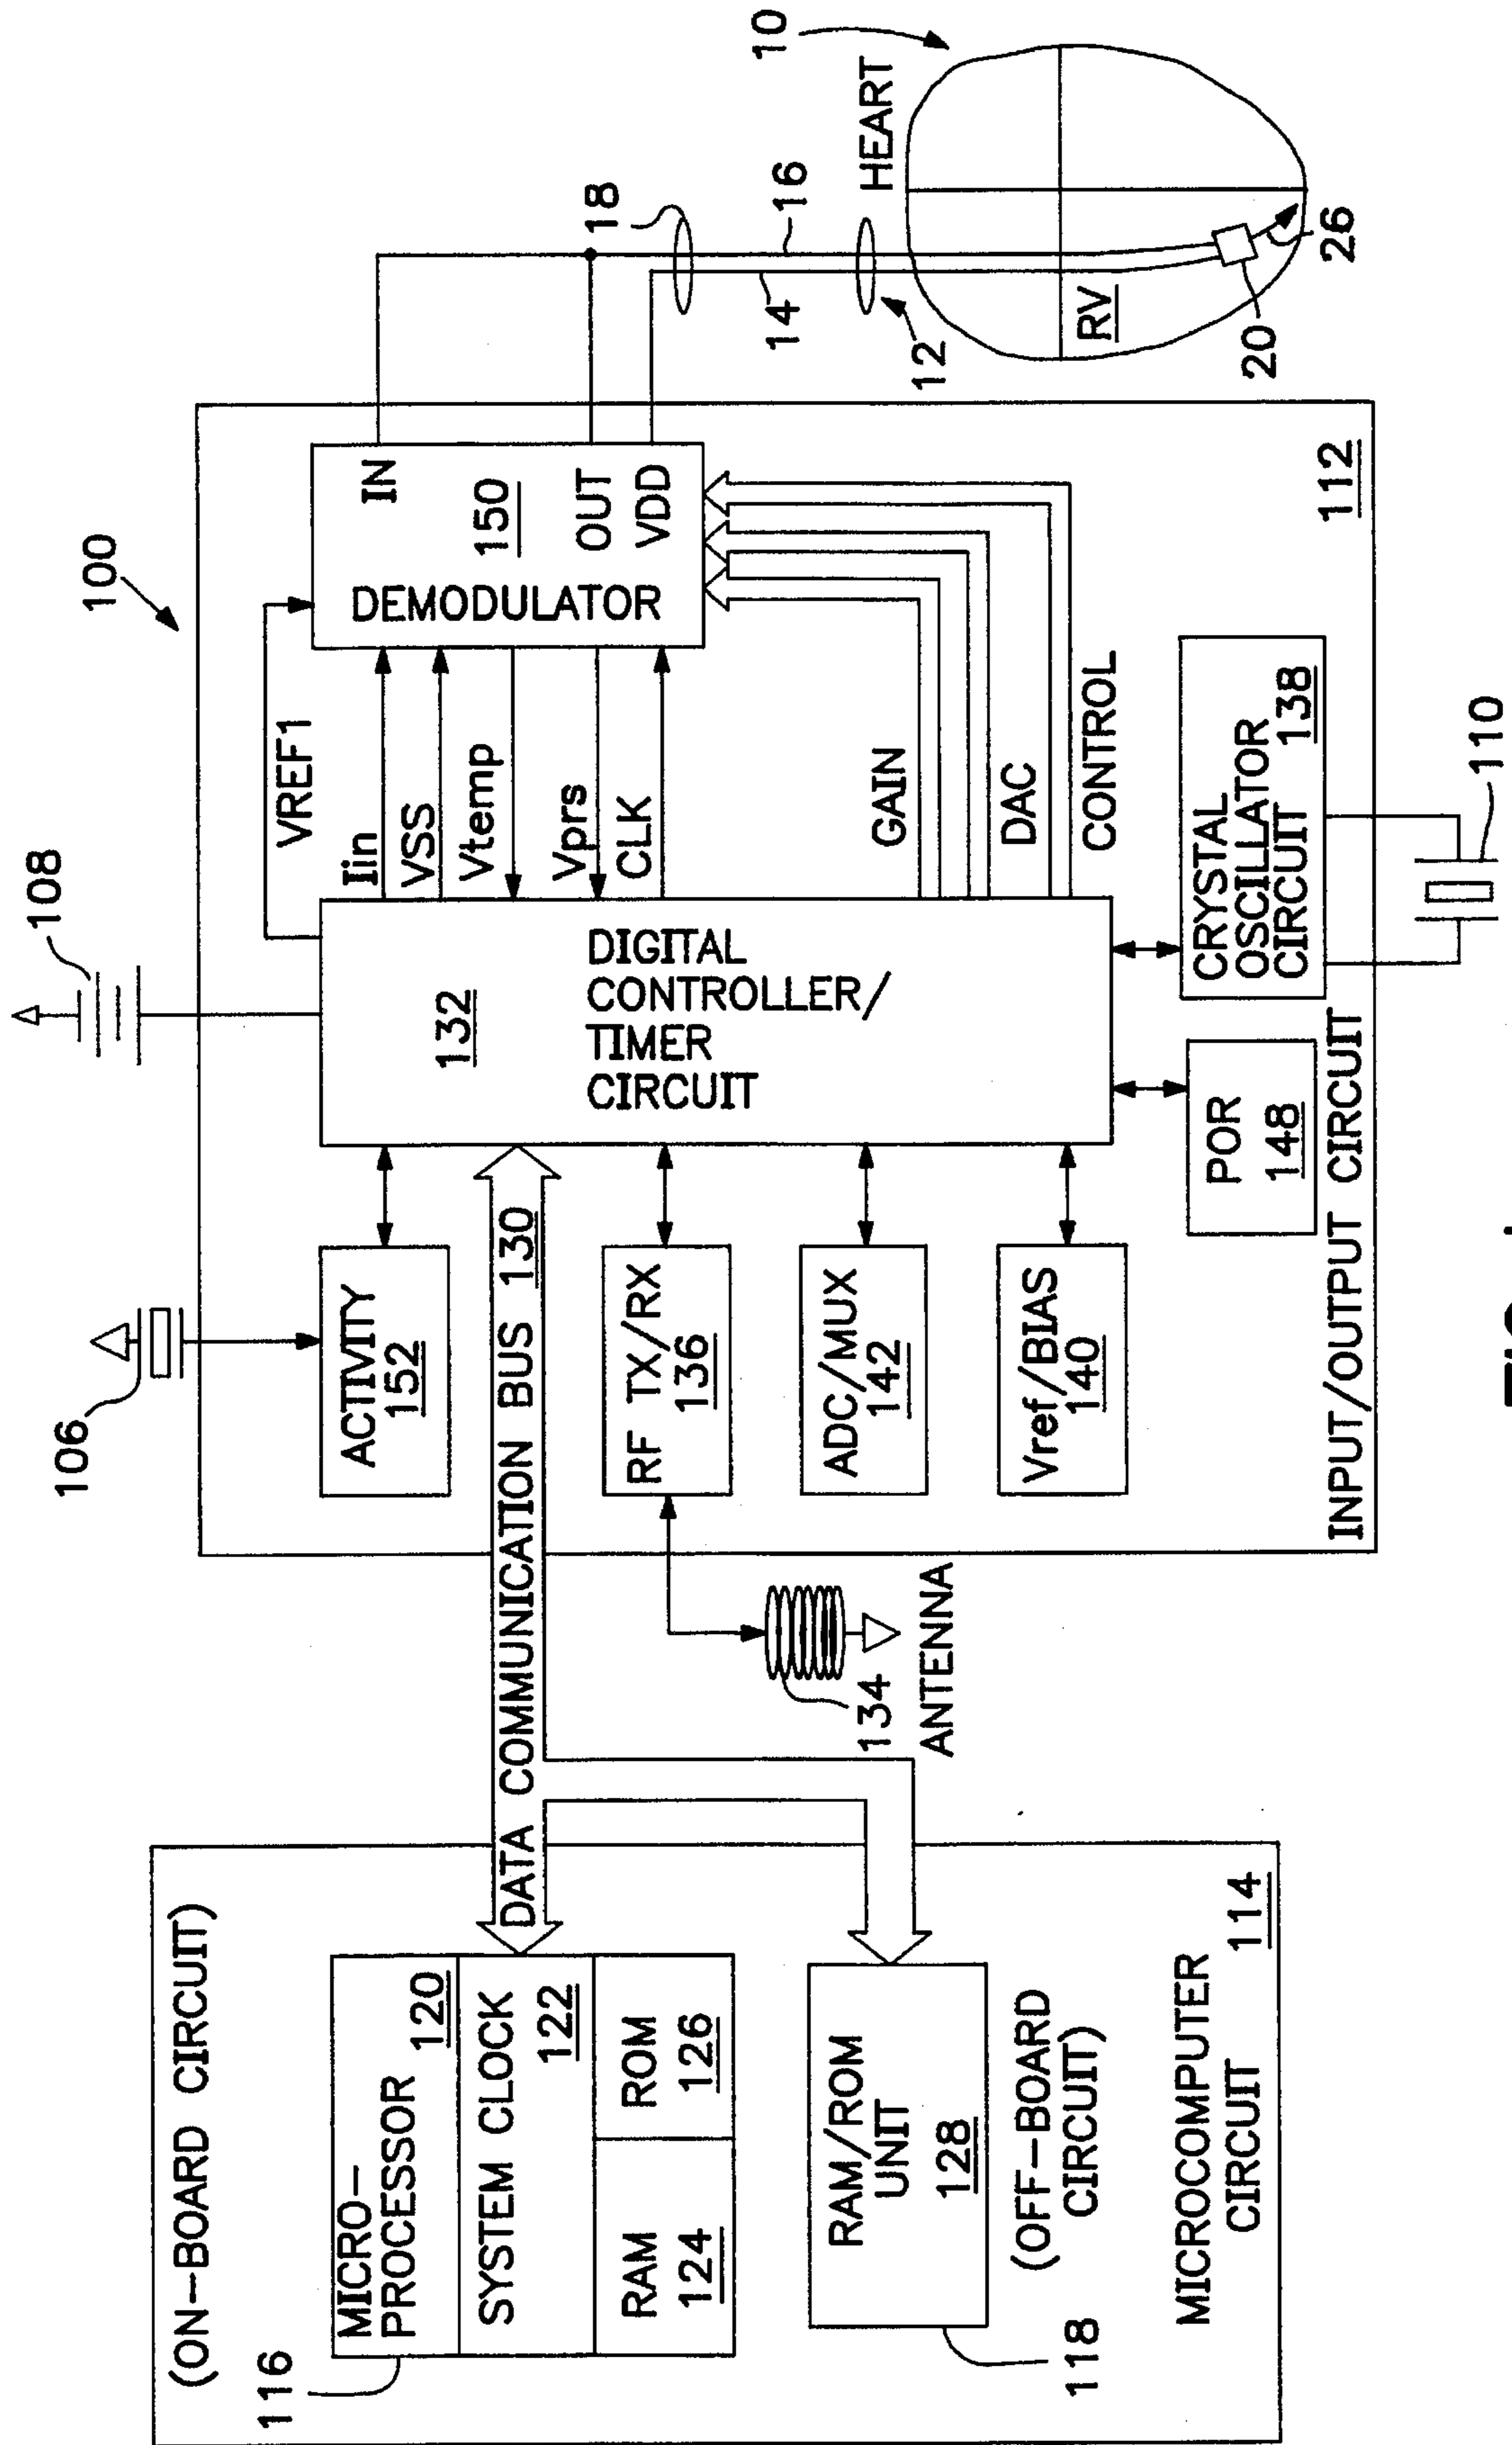 (ON-BOARD CIRCUIT)
116
MICRO-
PROCESSOR
120
SYSTEM CLOCK
122
RAM
124
ROM
126
RAM/ROM
UNIT
128
118
(OFF-BOARD
CIRCUIT)
MICROCOMPUTER
CIRCUIT
114
DATA COMMUNICATION BUS 130
134
ANTENNA
100
106
108
ACTIVITY
152
RF TX/RX
136
ADC/MUX
142
Vref/BIAS
140
132
DIGITAL
CONTROLLER/
TIMER
CIRCUIT
POR
148
CRYSTAL
OSCILLATOR
CIRCUIT
138
110
INPUT/OUTPUT CIRCUIT
112
VREF1
Iin
VSS
Vtemp
Vprs
CLK
GAIN
DAC
CONTROL
IN
150
OUT
VDD
DEMODULATOR
18
14
16
12
HEART
10
RV
20
26